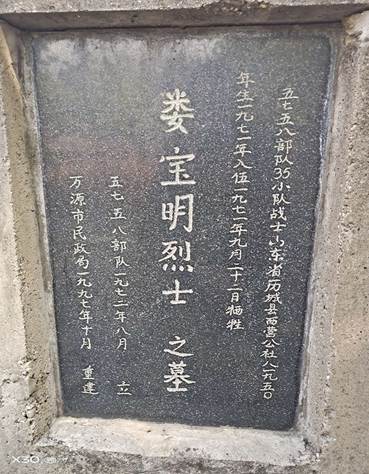 五七五八部队35小队战士山东省历城县西营公社人一九五〇
年生一九七一年入伍一九七一年九月二十二日牺牲
娄宝明烈士之墓
五七五八部队一九七二年八月 立
万源市民政局一九九七年十月 重建
X30